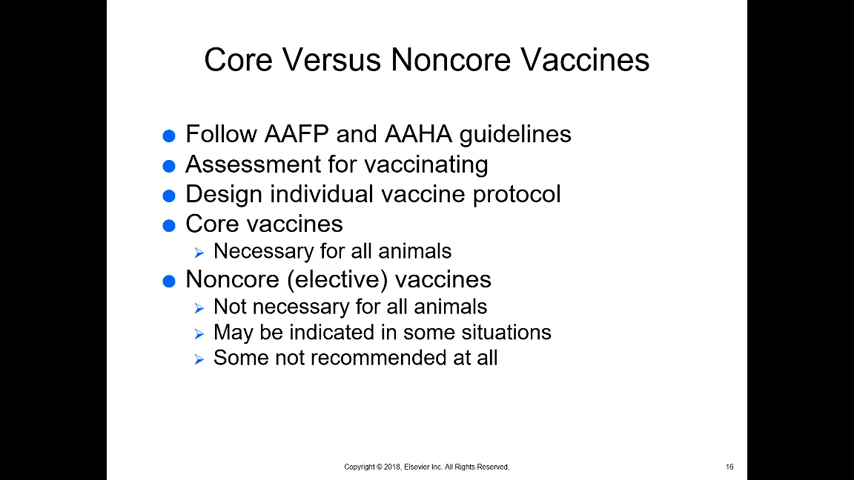 Core Versus Noncore Vaccines
Follow AAFP and AAHA guidelines
Assessment for vaccinating
Design individual vaccine protocol
Core vaccines
Necessary for all animals
Noncore (elective) vaccines
Not necessary for all animals
May be indicated in some situations
Some not recommended at all
Copyright © 2018, Elsevier Inc. All Rights Reserved.
16